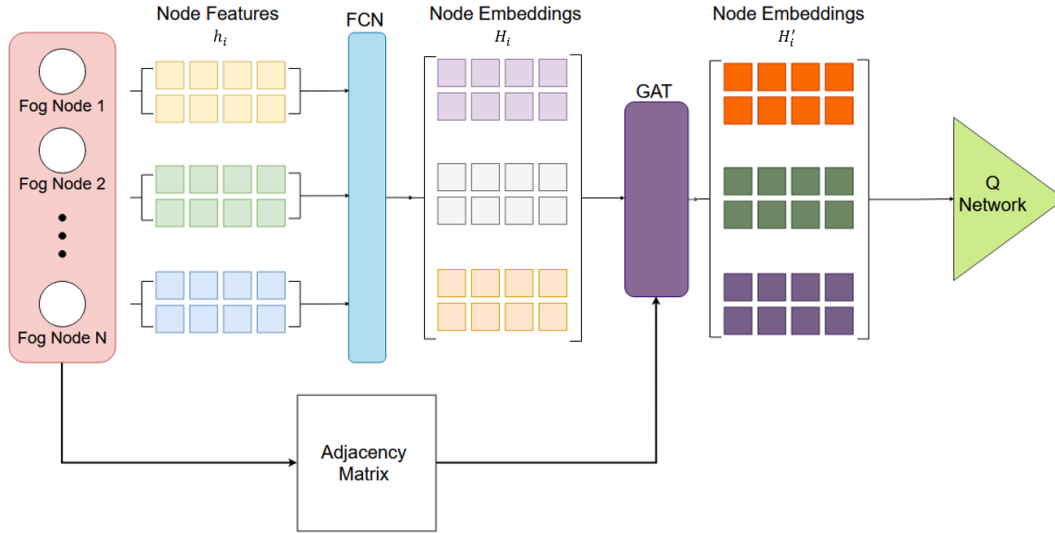 Node Features
h_i
FCN
Node Embeddings
H_i
Node Embeddings
H'_i
GAT
Fog Node 1
Fog Node 2
Fog Node N
Q
Network
Adjacency
Matrix